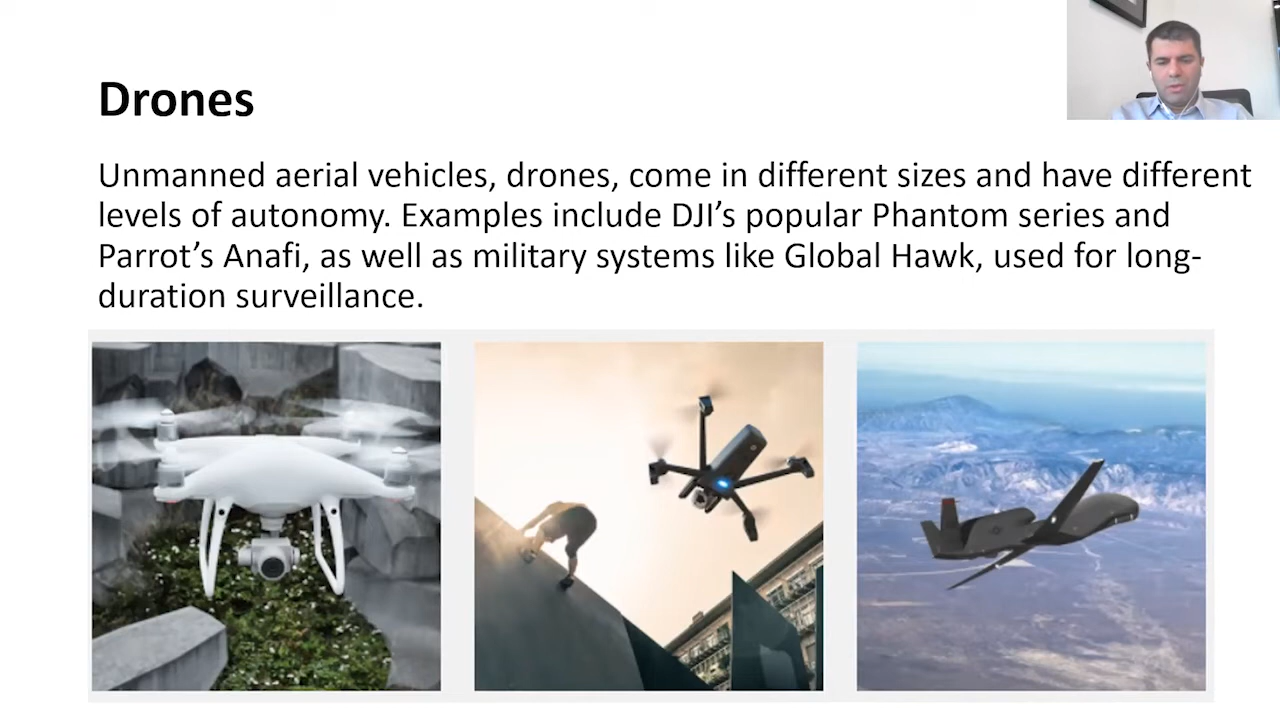 Drones
Unmanned aerial vehicles, drones, come in different sizes and have different
levels of autonomy. Examples include DJI’s popular Phantom series and
Parrot’s Anafi, as well as military systems like Global Hawk, used for long-
duration surveillance.